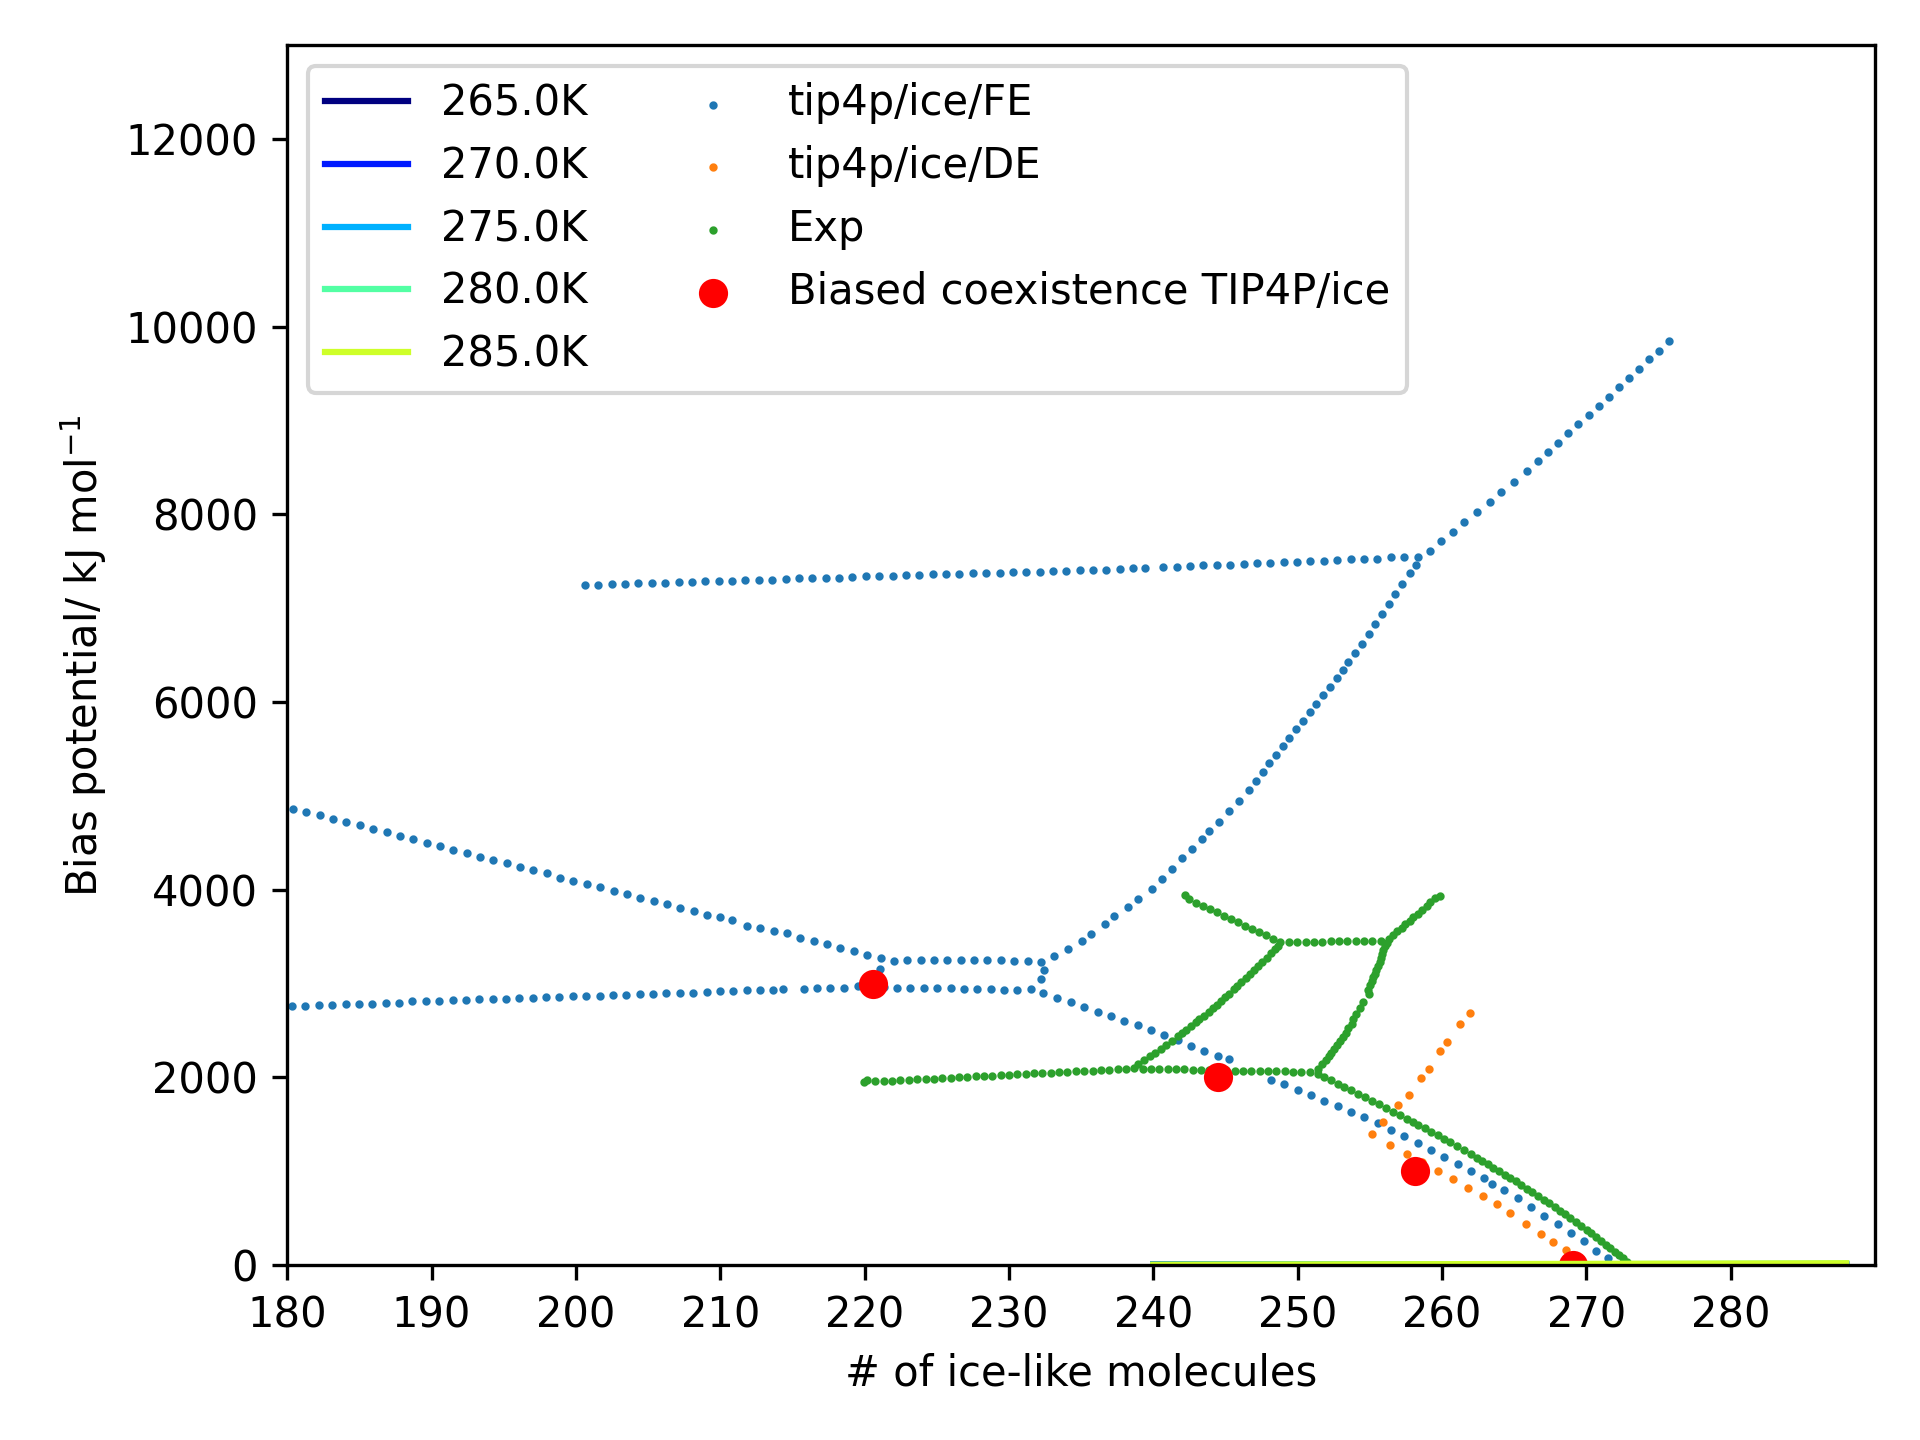 265.0K
270.0K
275.0K
280.0K
285.0K
tip4p/ice/FE
tip4p/ice/DE
Exp
Biased coexistence TIP4P/ice
12000
10000
8000
6000
4000
2000
0
Bias potential/ kJ mol⁻¹
180 190 200 210 220 230 240 250 260 270 280
# of ice-like molecules